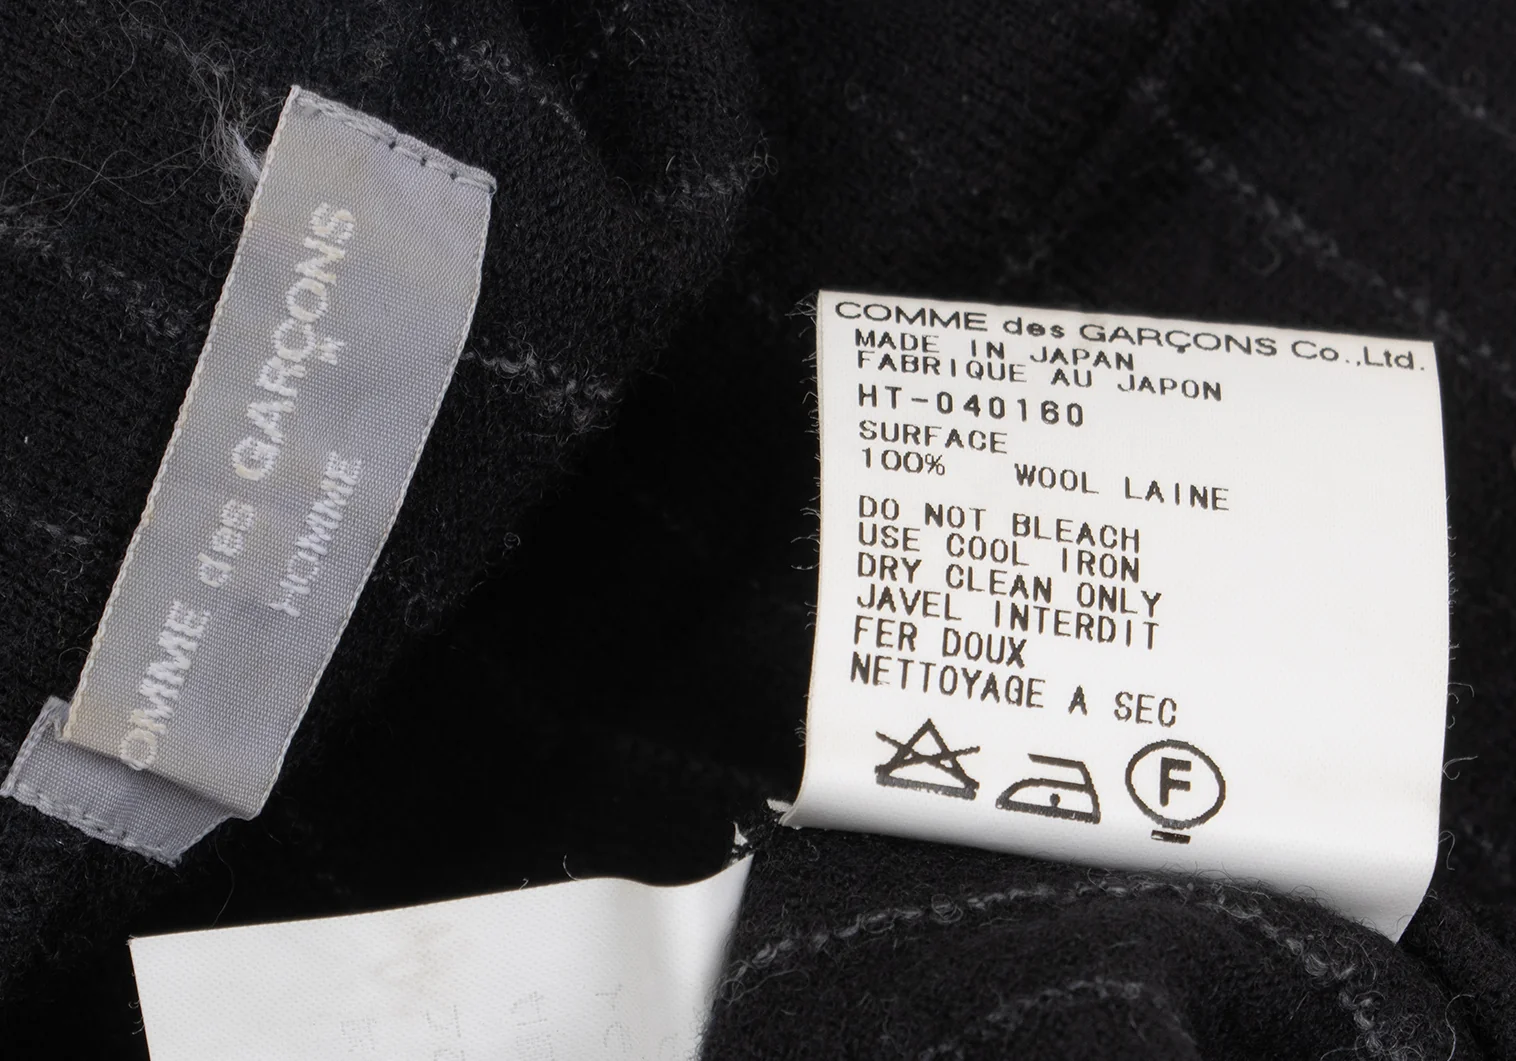 COMME des GARÇONS
HOMME
COMME des GARÇONS Co.,Ltd.
MADE IN JAPAN
FABRIQUE AU JAPON
HT-040160
SURFACE
100% WOOL LAINE
DO NOT BLEACH
USE COOL IRON
DRY CLEAN ONLY
JAVEL INTERDIT
FER DOUX
NETTOYAGE A SEC
F